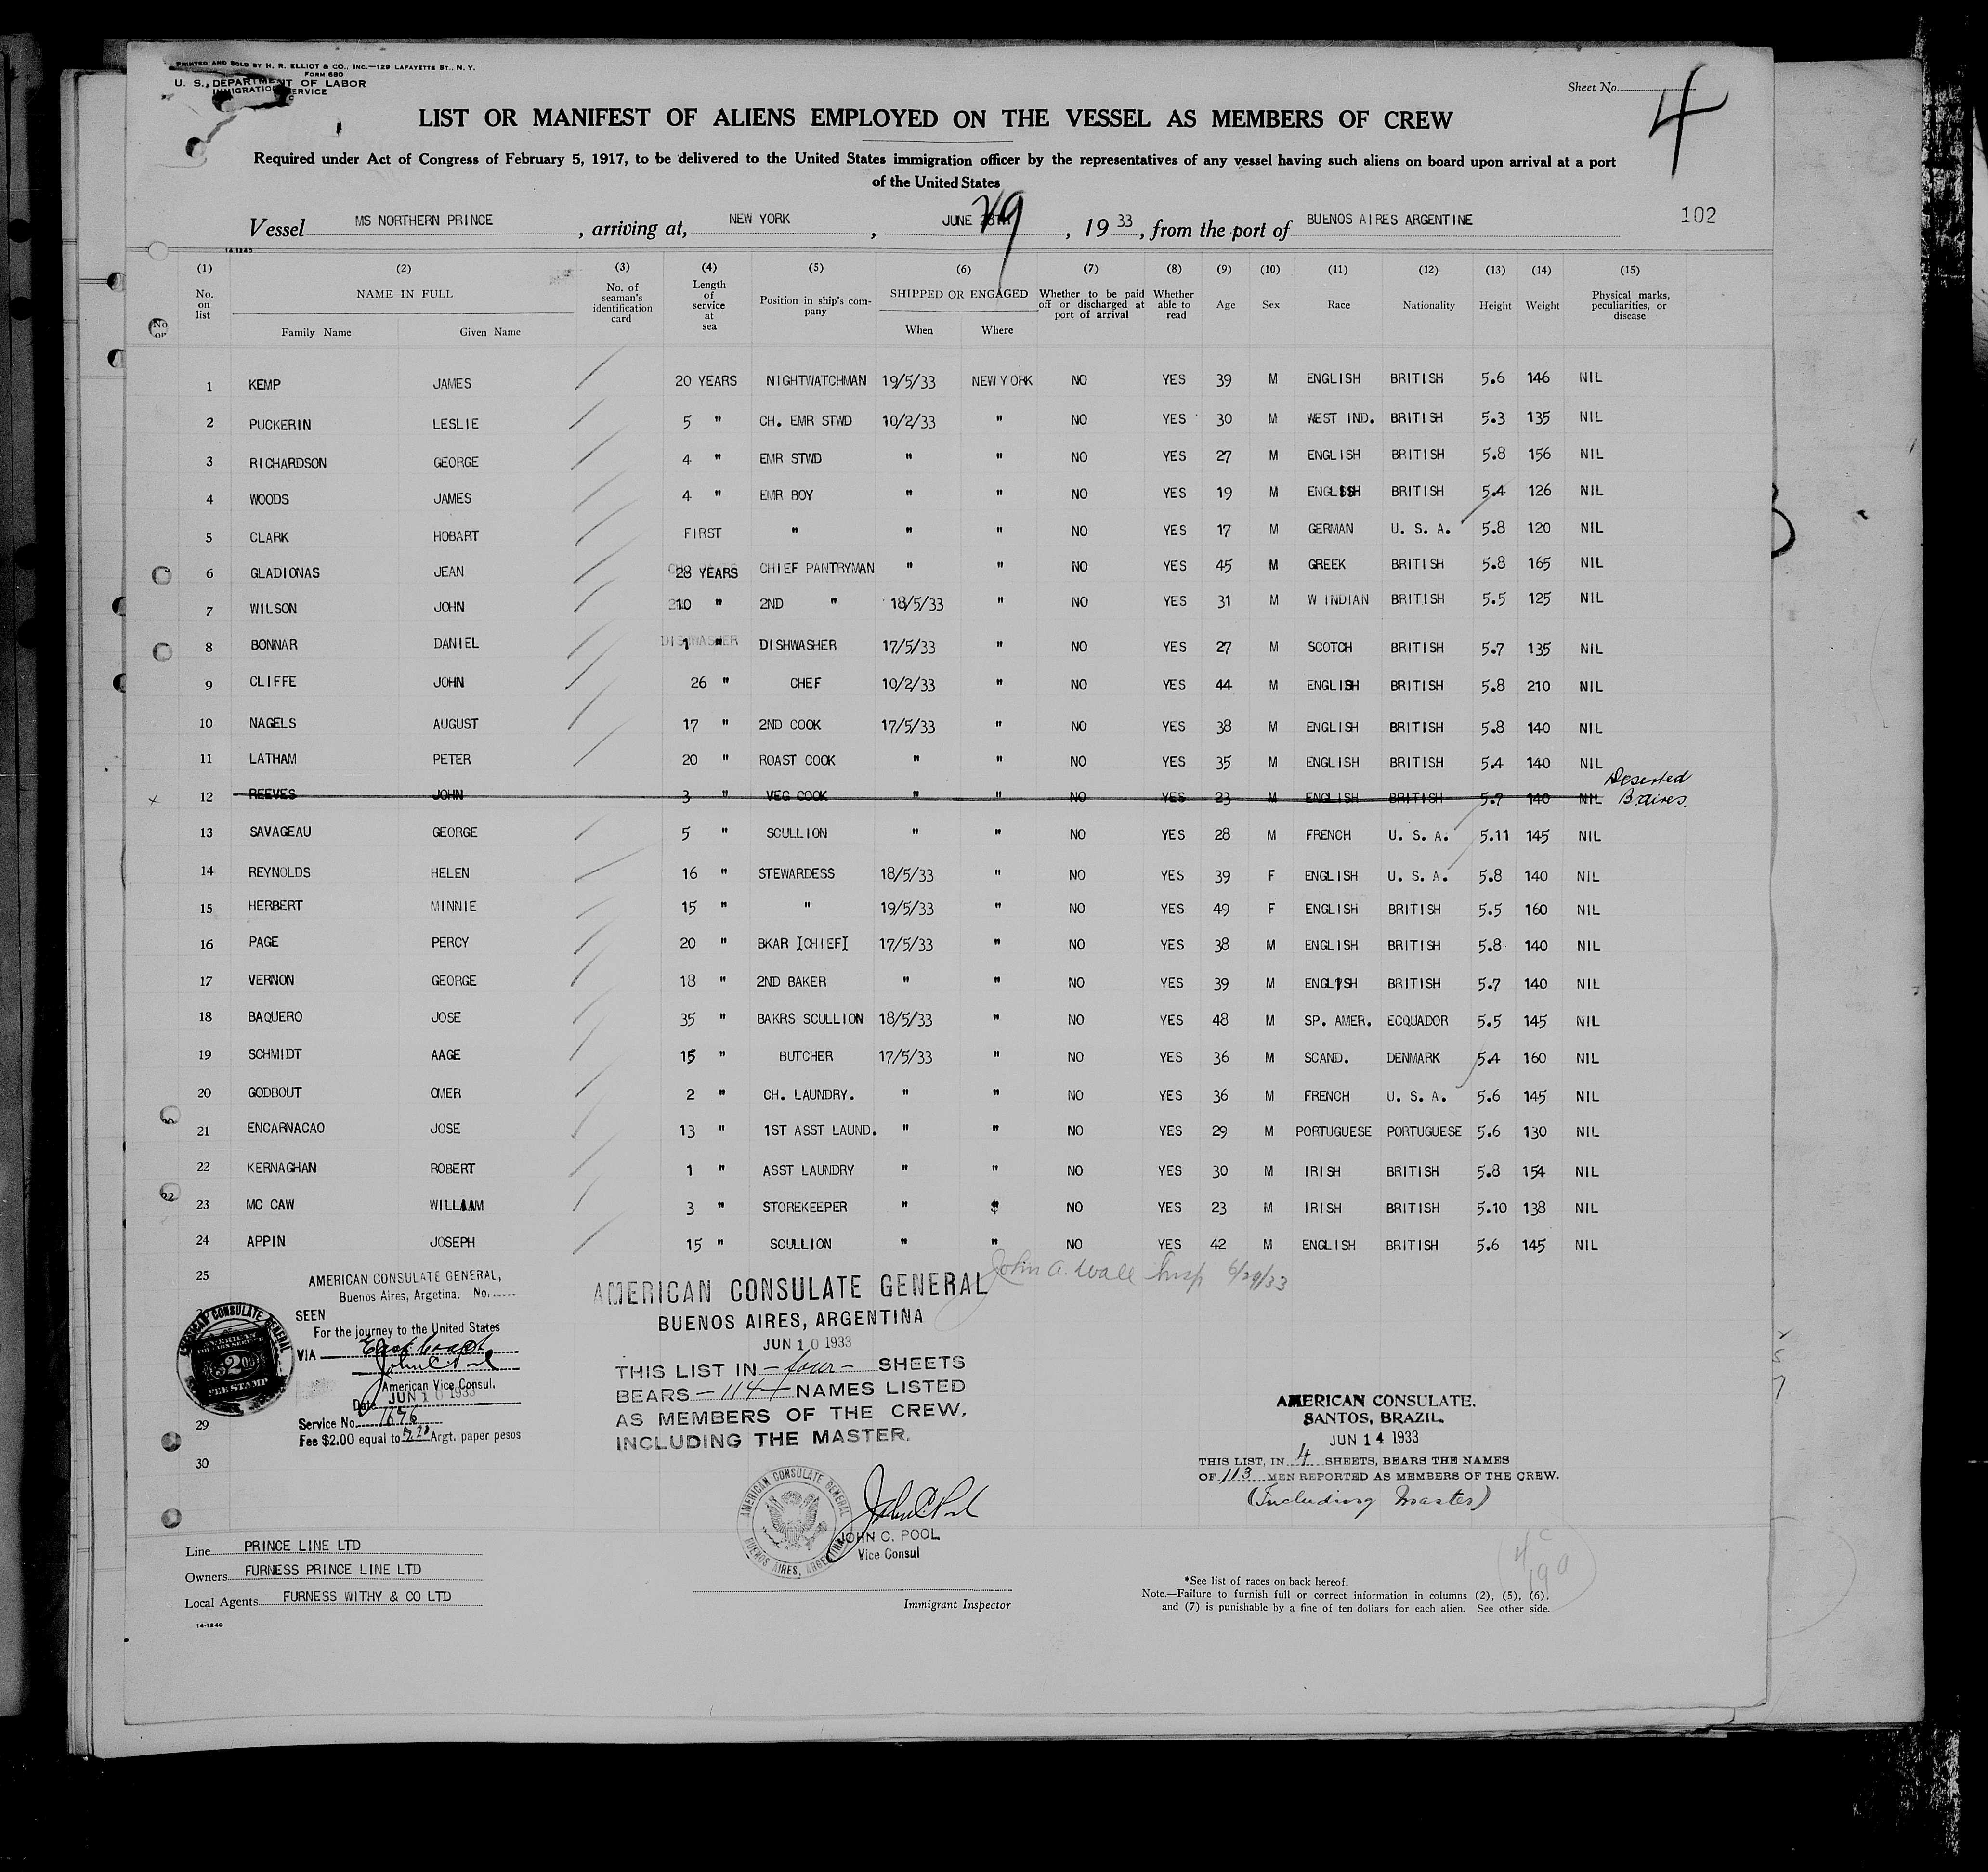 PRINTED AND SOLD BY H. R. ELLIOT & CO., INC.—129 LAFAYETTE ST., N. Y.
FORM 680
U. S. DEPARTMENT OF LABOR
IMMIGRATION SERVICE
Sheet No. 4
LIST OR MANIFEST OF ALIENS EMPLOYED ON THE VESSEL AS MEMBERS OF CREW
Required under Act of Congress of February 5, 1917, to be delivered to the United States immigration officer by the representatives of any vessel having such aliens on board upon arrival at a port
of the United States
Vessel MS NORTHERN PRINCE, arriving at, NEW YORK, JUNE 29, 19 33, from the port of BUENOS AIRES ARGENTINE 102
14-1240
(1) (2) (3) (4) (5) (6) (7) (8) (9) (10) (11) (12) (13) (14) (15)
No. on list NAME IN FULL Family Name Given Name No. of seaman's identification card Length of service at sea Position in ship's company SHIPPED OR ENGAGED When Where Whether to be paid off or discharged at port of arrival Whether able to read Age Sex Race Nationality Height Weight Physical marks, peculiarities, or disease
1 KEMP JAMES 20 YEARS NIGHTWATCHMAN 19/5/33 NEW YORK NO YES 39 M ENGLISH BRITISH 5.6 146 NIL
2 PUCKERIN LESLIE 5 " CH. EMR STWD 10/2/33 " NO YES 30 M WEST IND. BRITISH 5.3 135 NIL
3 RICHARDSON GEORGE 4 " EMR STWD " " NO YES 27 M ENGLISH BRITISH 5.8 156 NIL
4 WOODS JAMES 4 " EMR BOY " " NO YES 19 M ENGLISH BRITISH 5.4 126 NIL
5 CLARK HOBART FIRST " " " NO YES 17 M GERMAN U. S. A. 5.8 120 NIL
6 GLADIONAS JEAN 28 YEARS CHIEF PANTRYMAN " " NO YES 45 M GREEK BRITISH 5.8 165 NIL
7 WILSON JOHN 10 " 2ND " 18/5/33 " NO YES 31 M W INDIAN BRITISH 5.5 125 NIL
8 BONNAR DANIEL 1 " DISHWASHER 17/5/33 " NO YES 27 M SCOTCH BRITISH 5.7 135 NIL
9 CLIFFE JOHN 26 " CHEF 10/2/33 " NO YES 44 M ENGLISH BRITISH 5.8 210 NIL
10 NAGELS AUGUST 17 " 2ND COOK 17/5/33 " NO YES 38 M ENGLISH BRITISH 5.8 140 NIL
11 LATHAM PETER 20 " ROAST COOK " " NO YES 35 M ENGLISH BRITISH 5.4 140 NIL
x 12 REEVES JOHN 3 " VEG COOK " " NO YES 23 M ENGLISH BRITISH 5.7 140 NIL Deserted B.aires.
13 SAVAGEAU GEORGE 5 " SCULLION " " NO YES 28 M FRENCH U. S. A. 5.11 145 NIL
14 REYNOLDS HELEN 16 " STEWARDESS 18/5/33 " NO YES 39 F ENGLISH U. S. A. 5.8 140 NIL
15 HERBERT MINNIE 15 " " 19/5/33 " NO YES 49 F ENGLISH BRITISH 5.5 160 NIL
16 PAGE PERCY 20 " BKAR [CHIEF] 17/5/33 " NO YES 38 M ENGLISH BRITISH 5.8 140 NIL
17 VERNON GEORGE 18 " 2ND BAKER " " NO YES 39 M ENGLISH BRITISH 5.7 140 NIL
18 BAQUERO JOSE 35 " BAKRS SCULLION 18/5/33 " NO YES 48 M SP. AMER. ECQUADOR 5.5 145 NIL
19 SCHMIDT AAGE 15 " BUTCHER 17/5/33 " NO YES 36 M SCAND. DENMARK 5.4 160 NIL
20 GODBOUT OMER 2 " CH. LAUNDRY. " " NO YES 36 M FRENCH U. S. A. 5.6 145 NIL
21 ENCARNACAO JOSE 13 " 1ST ASST LAUND. " " NO YES 29 M PORTUGUESE PORTUGUESE 5.6 130 NIL
22 KERNAGHAN ROBERT 1 " ASST LAUNDRY " " NO YES 30 M IRISH BRITISH 5.8 154 NIL
23 MC CAW WILLAAM 3 " STOREKEEPER " " NO YES 23 M IRISH BRITISH 5.10 138 NIL
24 APPIN JOSEPH 15 " SCULLION " " NO YES 42 M ENGLISH BRITISH 5.6 145 NIL
25
John A. Wall Insp 6/29/33
AMERICAN CONSULATE GENERAL,
Buenos Aires, Argetina. No.
SEEN
For the journey to the United States
VIA East Coast
John C Pool
American Vice Consul.
Date JUN 10 1933
Service No. 1676
Fee $2.00 equal to Argt. paper pesos
AMERICAN CONSULATE GENERAL
FEE STAMP
29
30
AMERICAN CONSULATE GENERAL
BUENOS AIRES, ARGENTINA
JUN 10 1933
THIS LIST IN - four - SHEETS
BEARS - 114 - NAMES LISTED
AS MEMBERS OF THE CREW,
INCLUDING THE MASTER.
AMERICAN CONSULATE GENERAL
BUENOS AIRES, ARGENTINA
John C Pool
JOHN C. POOL
Vice Consul
AMERICAN CONSULATE.
SANTOS, BRAZIL.
JUN 14 1933
THIS LIST, IN 4 SHEETS, BEARS THE NAMES
OF 113 MEN REPORTED AS MEMBERS OF THE CREW.
(Including Master)
Line PRINCE LINE LTD
Owners FURNESS PRINCE LINE LTD
Local Agents FURNESS WITHY & CO LTD
14-1240
Immigrant Inspector
*See list of races on back hereof.
Note.—Failure to furnish full or correct information in columns (2), (5), (6),
and (7) is punishable by a fine of ten dollars for each alien. See other side.